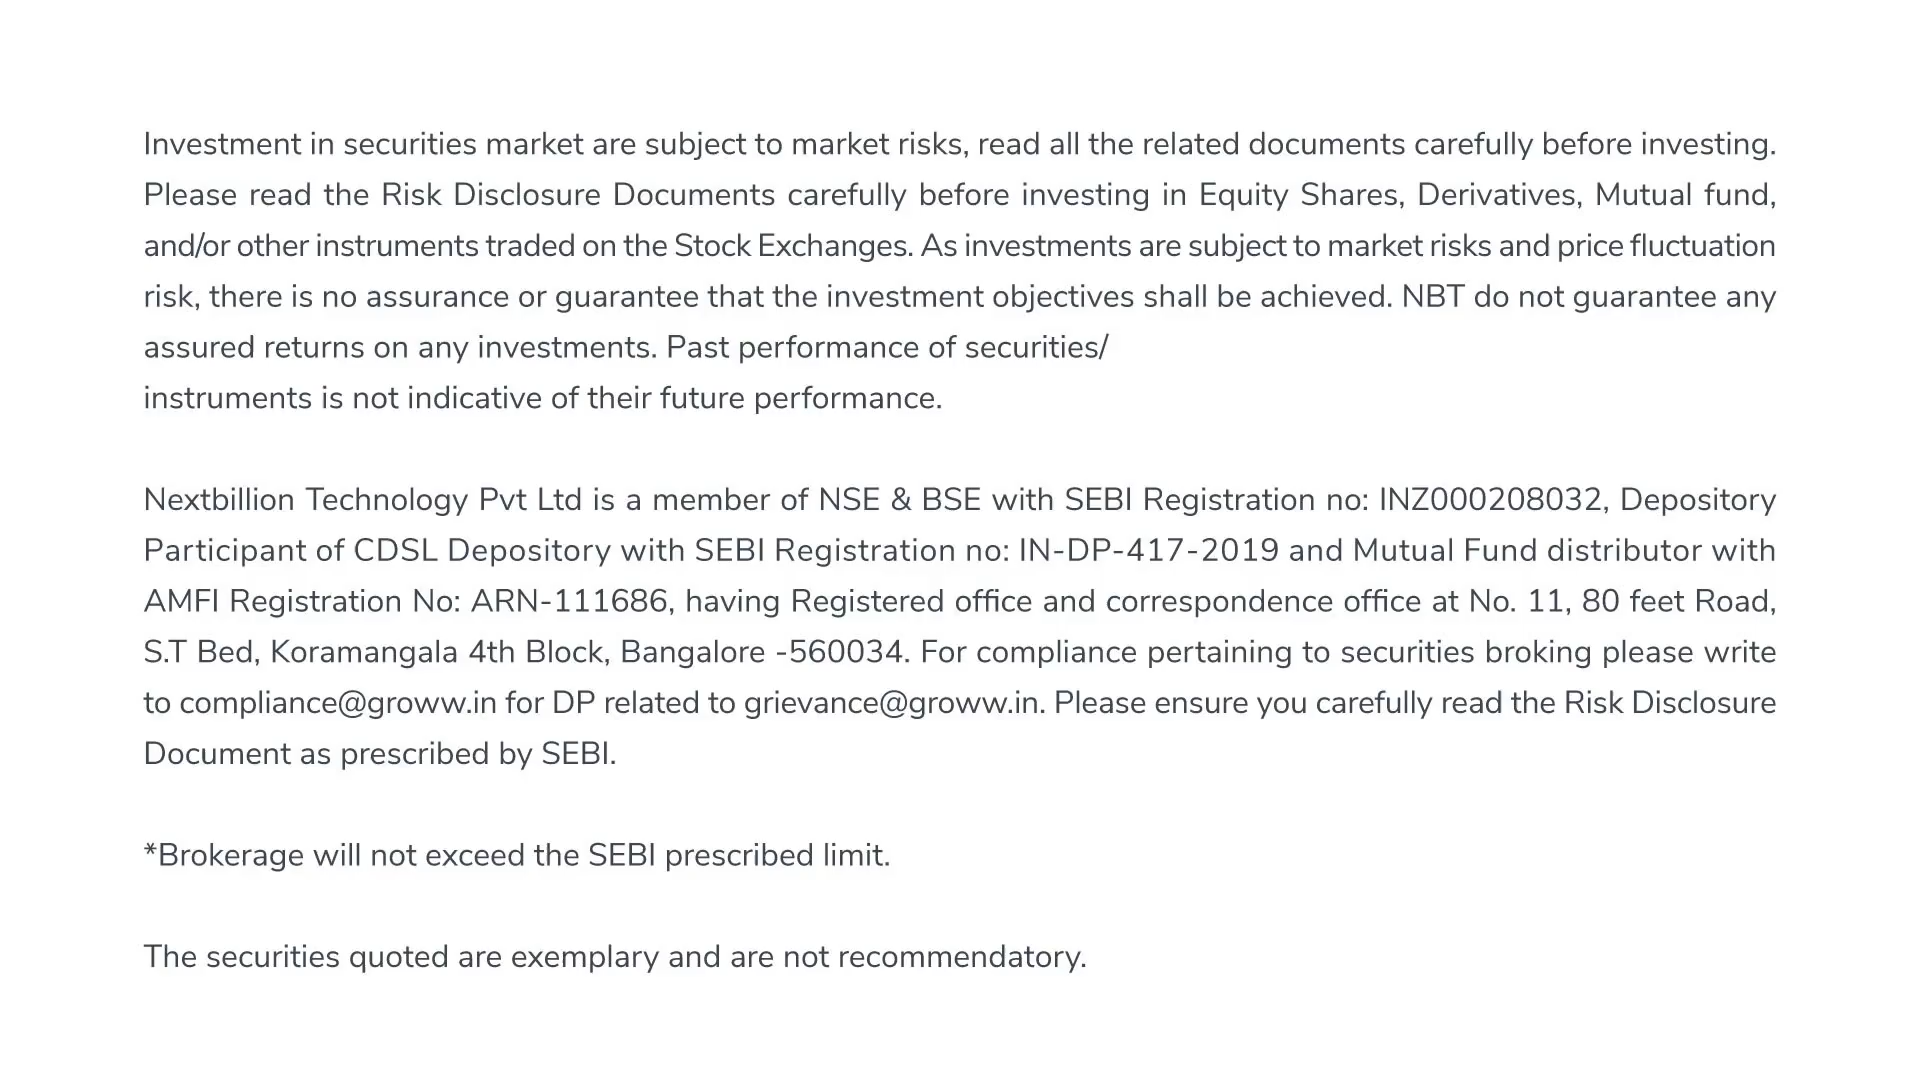 Investment in securities market are subject to market risks, read all the related documents carefully before investing.
Please read the Risk Disclosure Documents carefully before investing in Equity Shares, Derivatives, Mutual fund,
and/or other instruments traded on the Stock Exchanges. As investments are subject to market risks and price fluctuation
risk, there is no assurance or guarantee that the investment objectives shall be achieved. NBT do not guarantee any
assured returns on any investments. Past performance of securities/
instruments is not indicative of their future performance.
Nextbillion Technology Pvt Ltd is a member of NSE & BSE with SEBI Registration no: INZ000208032, Depository
Participant of CDSL Depository with SEBI Registration no: IN-DP-417-2019 and Mutual Fund distributor with
AMFI Registration No: ARN-111686, having Registered office and correspondence office at No. 11, 80 feet Road,
S.T Bed, Koramangala 4th Block, Bangalore -560034. For compliance pertaining to securities broking please write
to compliance@groww.in for DP related to grievance@groww.in. Please ensure you carefully read the Risk Disclosure
Document as prescribed by SEBI.
*Brokerage will not exceed the SEBI prescribed limit.
The securities quoted are exemplary and are not recommendatory.